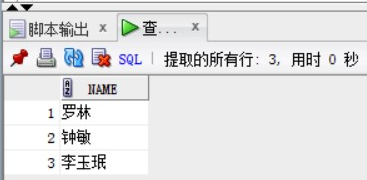 脚本输出 × 查... ×
SQL | 提取的所有行: 3, 用时 0 秒
NAME
1 罗林
2 钟敏
3 李玉珉